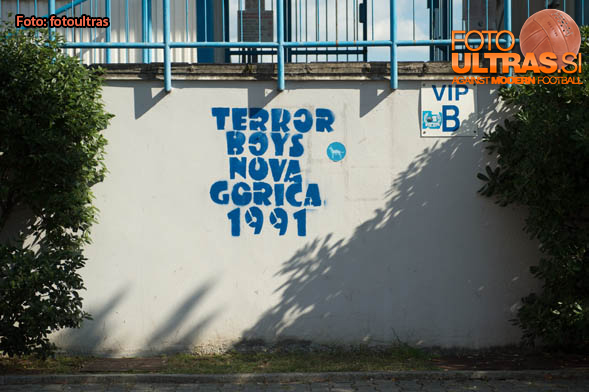 Foto: fotoultras
FOTO
ULTRAS.SI
AGAINST MODERN FOOTBALL
VIP
B
TERROR
BOYS
NOVA
GORICA
1991